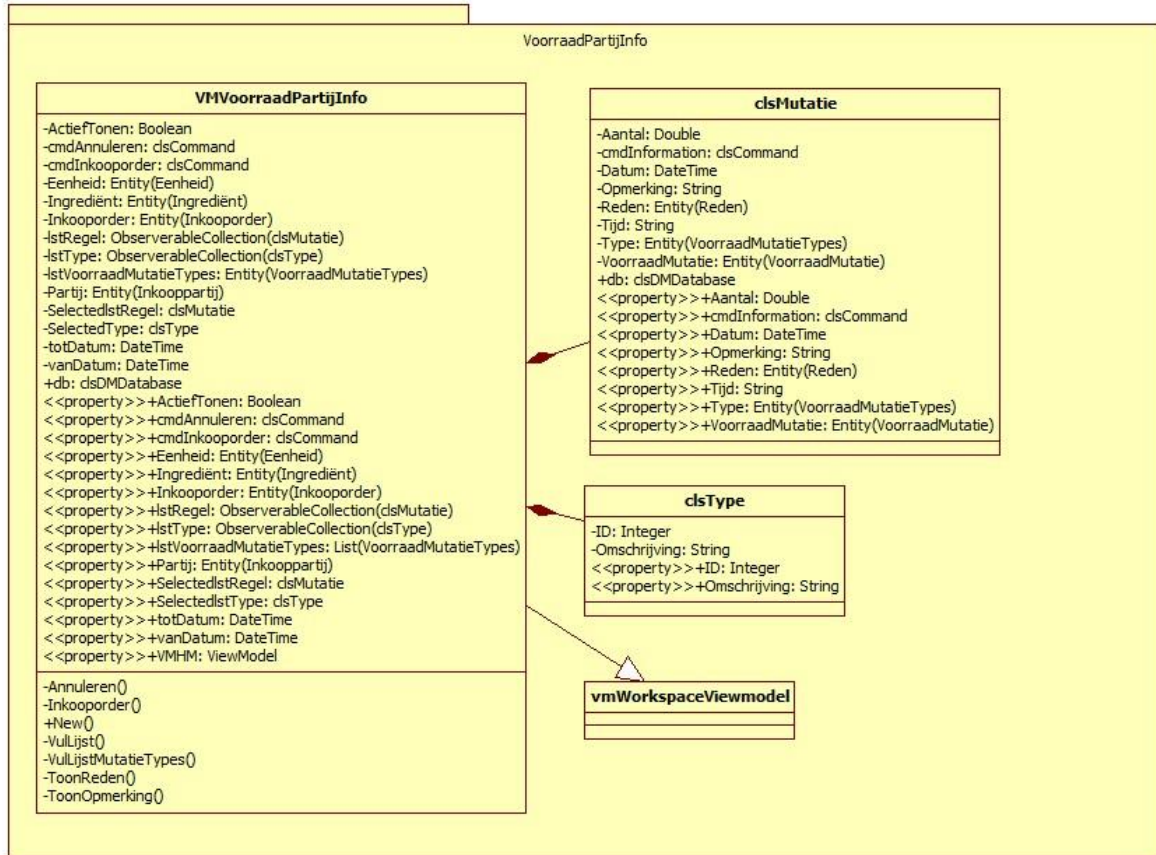 VoorraadPartijInfo
VMVoorraadPartijInfo
-ActiefTonen: Boolean
-cmdAnnuleren: clsCommand
-cmdInkooporder: clsCommand
-Eenheid: Entity(Eenheid)
-Ingrediënt: Entity(Ingrediënt)
-Inkooporder: Entity(Inkooporder)
-lstRegel: ObserverableCollection(clsMutatie)
-lstType: ObserverableCollection(clsType)
-lstVoorraadMutatieTypes: Entity(VoorraadMutatieTypes)
-Partij: Entity(Inkooppartij)
-SelectedlstRegel: clsMutatie
-SelectedType: clsType
-totDatum: DateTime
-vanDatum: DateTime
+db: clsDMDatabase
<<property>>+ActiefTonen: Boolean
<<property>>+cmdAnnuleren: clsCommand
<<property>>+cmdInkooporder: clsCommand
<<property>>+Eenheid: Entity(Eenheid)
<<property>>+Ingrediënt: Entity(Ingrediënt)
<<property>>+Inkooporder: Entity(Inkooporder)
<<property>>+lstRegel: ObserverableCollection(clsMutatie)
<<property>>+lstType: ObserverableCollection(clsType)
<<property>>+lstVoorraadMutatieTypes: List(VoorraadMutatieTypes)
<<property>>+Partij: Entity(Inkooppartij)
<<property>>+SelectedlstRegel: clsMutatie
<<property>>+SelectedlstType: clsType
<<property>>+totDatum: DateTime
<<property>>+vanDatum: DateTime
<<property>>+VMHM: ViewModel
-Annuleren()
-Inkooporder()
+New()
-VulLijst()
-VulLijstMutatieTypes()
-ToonReden()
-ToonOpmerking()
clsMutatie
-Aantal: Double
-cmdInformation: clsCommand
-Datum: DateTime
-Opmerking: String
-Reden: Entity(Reden)
-Tijd: String
-Type: Entity(VoorraadMutatieTypes)
-VoorraadMutatie: Entity(VoorraadMutatie)
+db: clsDMDatabase
<<property>>+Aantal: Double
<<property>>+cmdInformation: clsCommand
<<property>>+Datum: DateTime
<<property>>+Opmerking: String
<<property>>+Reden: Entity(Reden)
<<property>>+Tijd: String
<<property>>+Type: Entity(VoorraadMutatieTypes)
<<property>>+VoorraadMutatie: Entity(VoorraadMutatie)
clsType
-ID: Integer
-Omschrijving: String
<<property>>+ID: Integer
<<property>>+Omschrijving: String
vmWorkspaceViewmodel